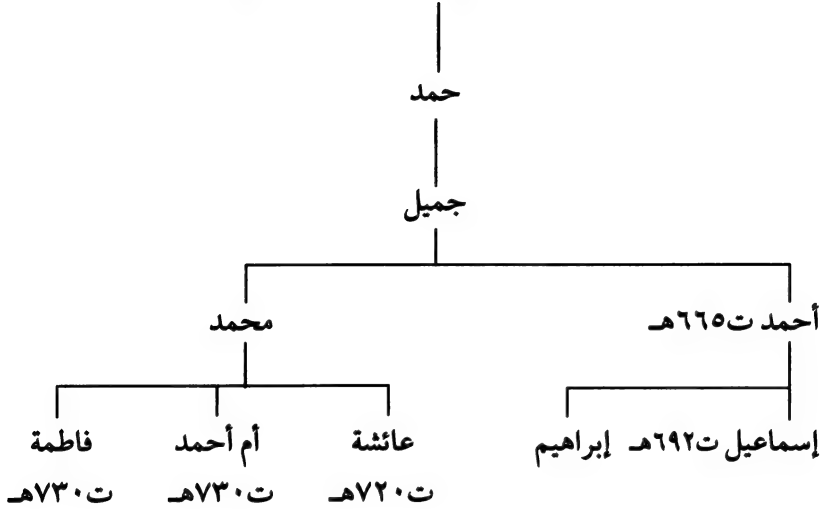 حمد
جميل
أحمد ت٦٦٥هـ محمد
إسماعيل ت٦٩٢هـ إبراهيم عائشة أم أحمد فاطمة
ت٧٢٠هـ ت٧٣٠هـ ت٧٣٠هـ